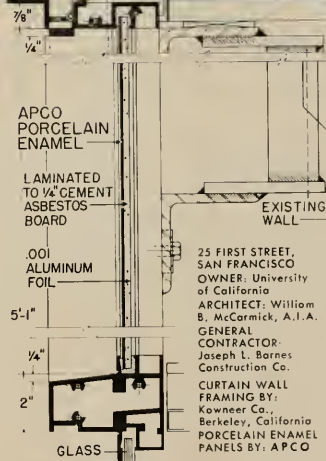 7/8"
1/4"
APCO
PORCELAIN
ENAMEL
LAMINATED
TO 1/4" CEMENT
ASBESTOS
BOARD
.001
ALUMINUM
FOIL
5'-1"
1/4"
2"
GLASS
EXISTING
WALL
25 FIRST STREET,
SAN FRANCISCO
OWNER: University
of California
ARCHITECT: William
B. McCormick, A.I.A.
GENERAL
CONTRACTOR-
Joseph L. Barnes
Construction Co.
CURTAIN WALL
FRAMING BY:
Kowneer Co.,
Berkeley, California
PORCELAIN ENAMEL
PANELS BY: APCO